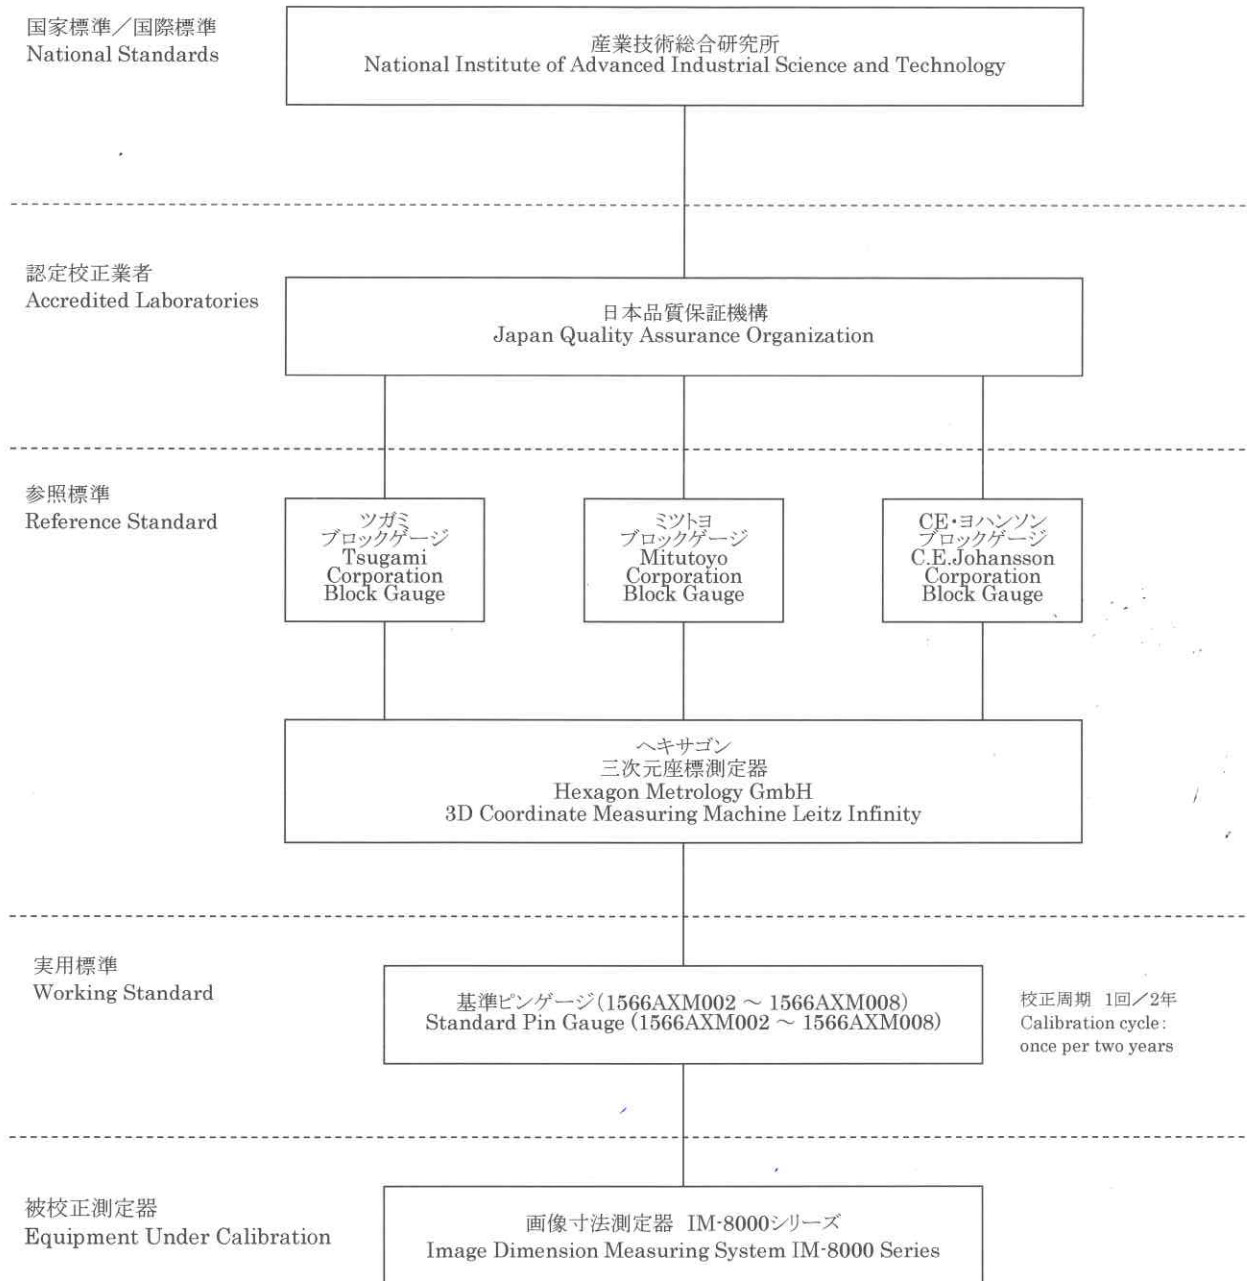 国家標準／国際標準
National Standards
産業技術総合研究所
National Institute of Advanced Industrial Science and Technology
認定校正業者
Accredited Laboratories
日本品質保証機構
Japan Quality Assurance Organization
参照標準
Reference Standard
ツガミ
ブロックゲージ
Tsugami
Corporation
Block Gauge
ミツトヨ
ブロックゲージ
Mitutoyo
Corporation
Block Gauge
CE・ヨハンソン
ブロックゲージ
C.E.Johansson
Corporation
Block Gauge
ヘキサゴン
三次元座標測定器
Hexagon Metrology GmbH
3D Coordinate Measuring Machine Leitz Infinity
実用標準
Working Standard
基準ピンゲージ(1566AXM002 ～ 1566AXM008)
Standard Pin Gauge (1566AXM002 ～ 1566AXM008)
校正周期 1回／2年
Calibration cycle:
once per two years
被校正測定器
Equipment Under Calibration
画像寸法測定器 IM-8000シリーズ
Image Dimension Measuring System IM-8000 Series